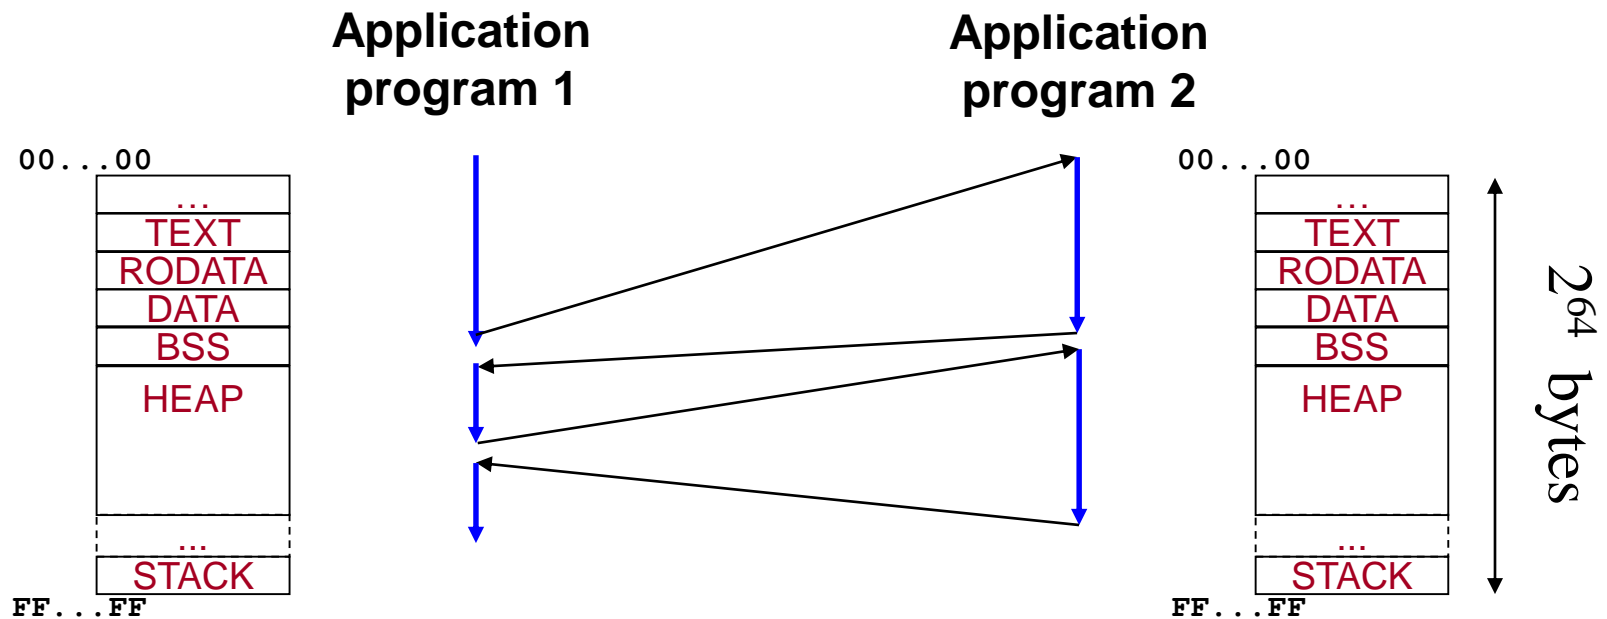 Application
program 1
Application
program 2
00...00
...
TEXT
RODATA
DATA
BSS
HEAP
...
STACK
FF...FF
00...00
...
TEXT
RODATA
DATA
BSS
HEAP
...
STACK
FF...FF
2⁶⁴ bytes